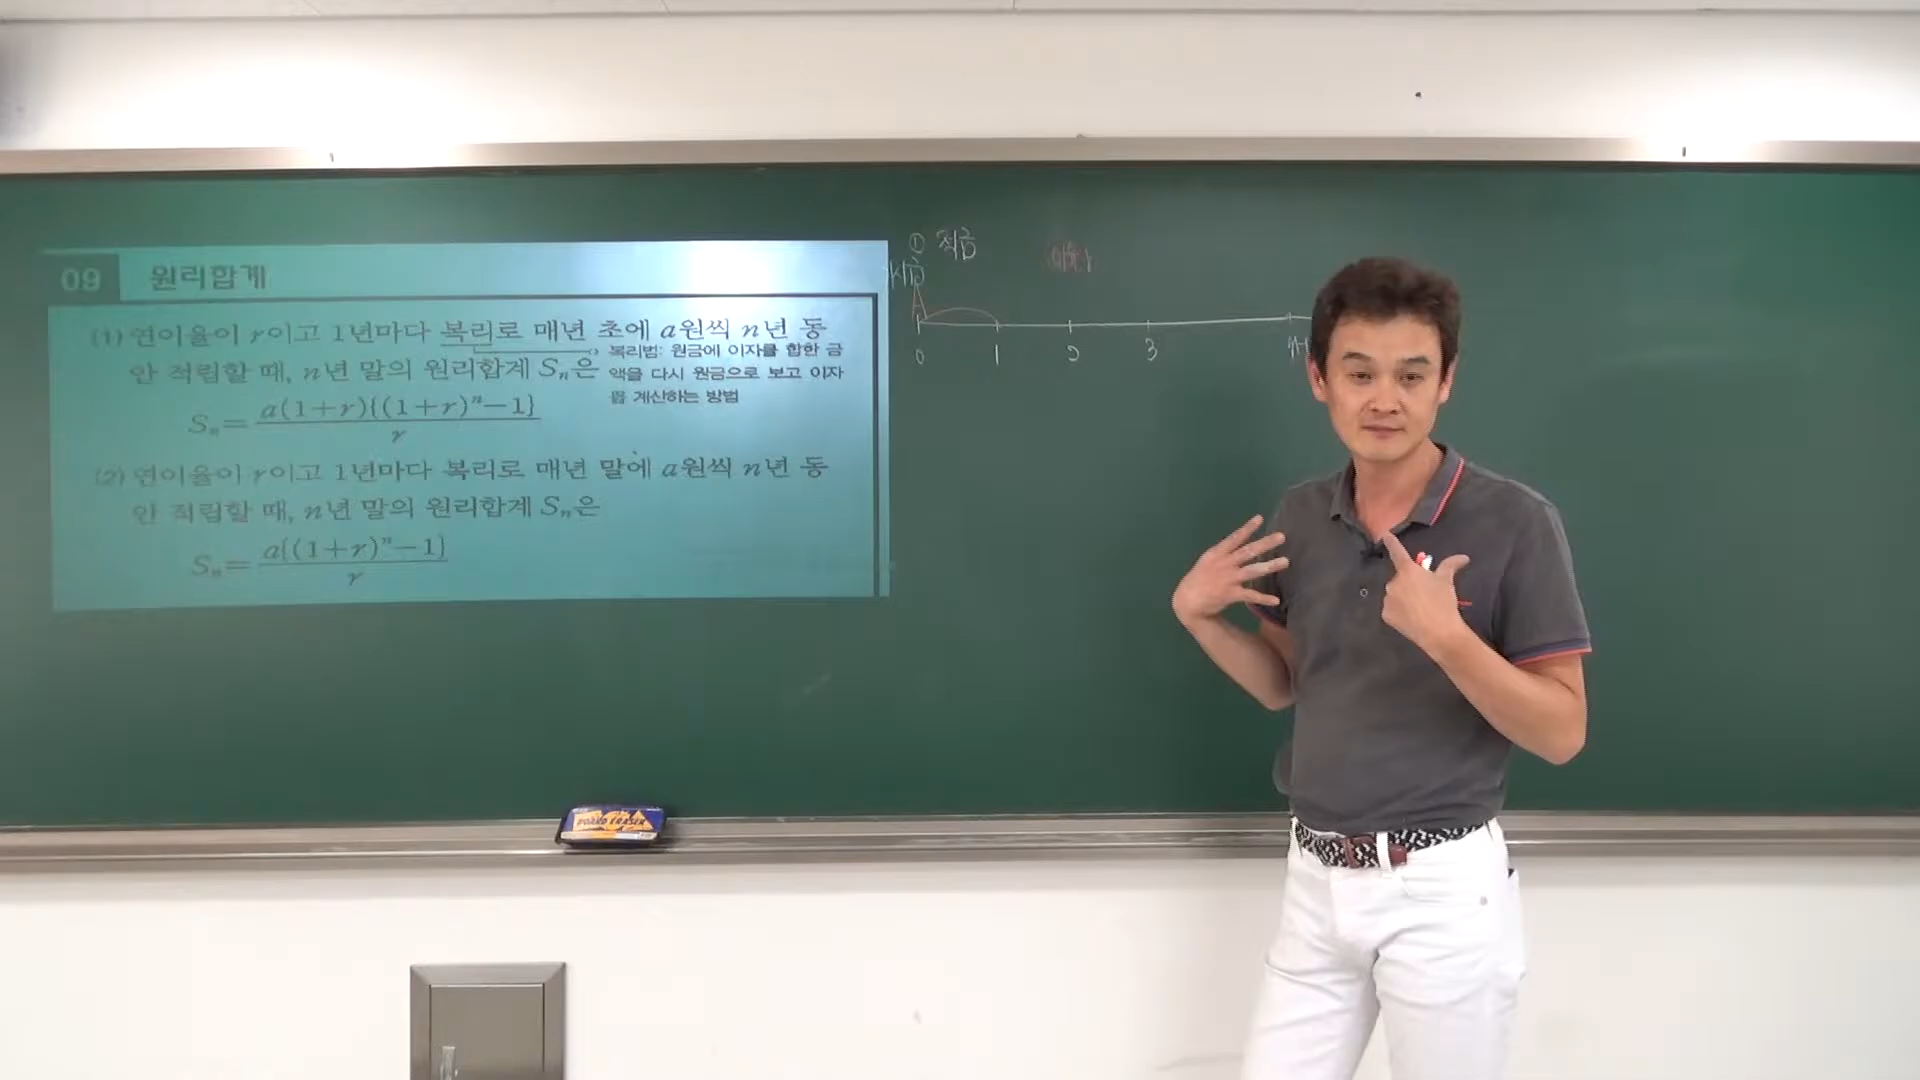 09 원리합계
(1) 연이율이 r이고 1년마다 복리로 매년 초에 a원씩 n년 동
안 적립할 때, n년 말의 원리합계 Sₙ은
복리법: 원금에 이자를 합한 금
액을 다시 원금으로 보고 이자
를 계산하는 방법
Sₙ= a(1+r){(1+r)ⁿ−1} / r
(2) 연이율이 r이고 1년마다 복리로 매년 말에 a원씩 n년 동
안 적립할 때, n년 말의 원리합계 Sₙ은
Sₙ= a{(1+r)ⁿ−1} / r
① 적금
0 1 2 3
BOARD ERASER